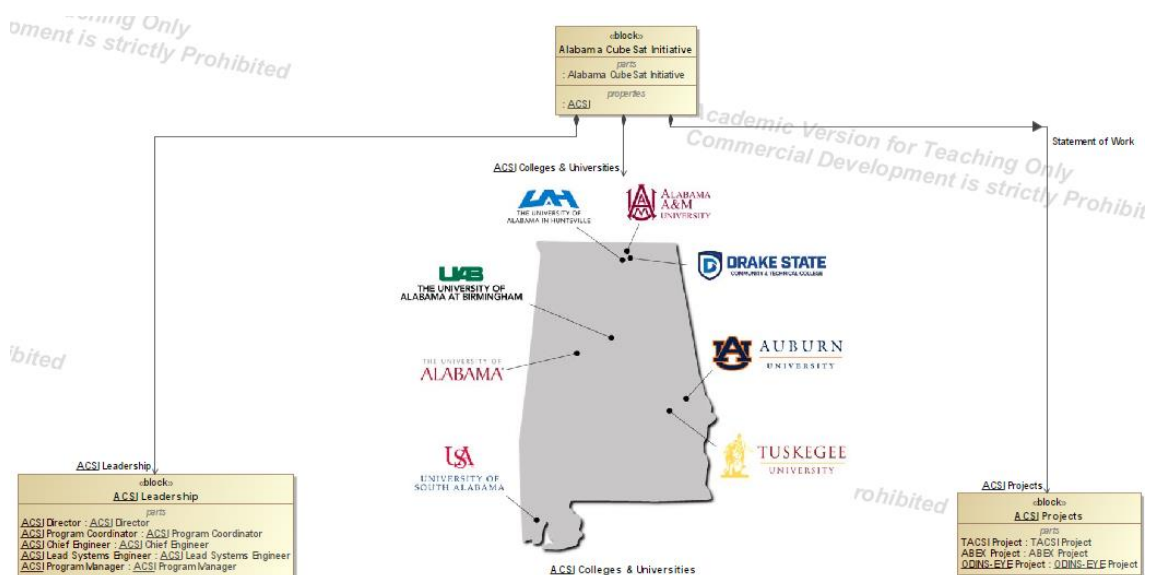 ning Only
opment is strictly Prohibited
«block»
Alabama CubeSat Initiative
parts
: Alabama CubeSat Initiative
properties
: ACSI
Academic Version for Teaching Only
Commercial Development is strictly Prohibit
Statement of Work
ACSI Colleges & Universities
UAH
THE UNIVERSITY OF
ALABAMA IN HUNTSVILLE
ALABAMA
A&M
UNIVERSITY
D DRAKE STATE
COMMUNITY & TECHNICAL COLLEGE
UAB
THE UNIVERSITY OF
ALABAMA AT BIRMINGHAM
ibited
AU AUBURN
UNIVERSITY
THE UNIVERSITY OF
ALABAMA
USA
UNIVERSITY OF
SOUTH ALABAMA
TUSKEGEE
UNIVERSITY
rohibited
ACSI Leadership
«block»
ACSI Leadership
parts
ACSI Director : ACSI Director
ACSI Program Coordinator : ACSI Program Coordinator
ACSI Chief Engineer : ACSI Chief Engineer
ACSI Lead Systems Engineer : ACSI Lead Systems Engineer
ACSI Program Manager : ACSI Program Manager
ACSI Colleges & Universities
ACSI Projects
«block»
ACSI Projects
parts
TACSI Project : TACSI Project
ABEX Project : ABEX Project
ODINS-EYE Project : ODINS-EYE Project